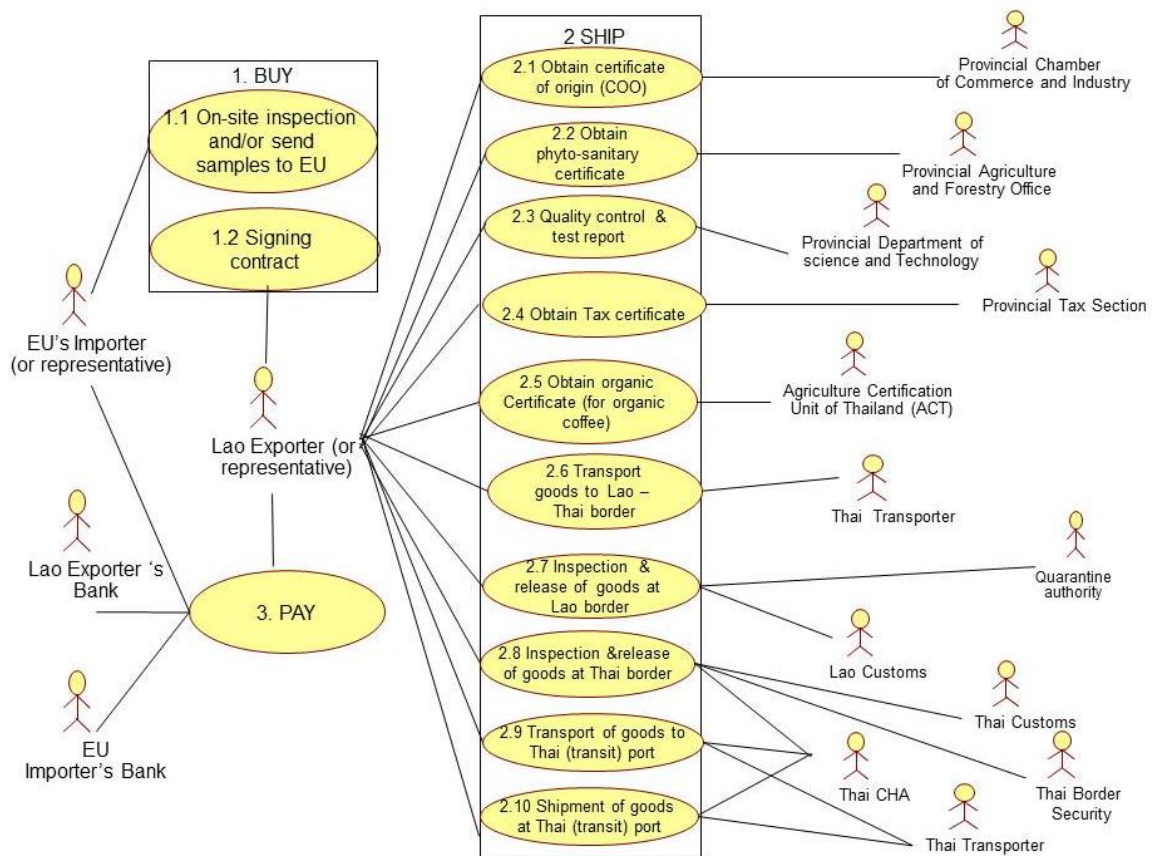 1. BUY
1.1 On-site inspection
and/or send
samples to EU
1.2 Signing
contract
EU's Importer
(or representative)
Lao Exporter (or
representative)
Lao Exporter ‘s
Bank
3. PAY
EU
Importer’s Bank
2 SHIP
2.1 Obtain certificate
of origin (COO)
2.2 Obtain
phyto-sanitary
certificate
2.3 Quality control &
test report
2.4 Obtain Tax certificate
2.5 Obtain organic
Certificate (for organic
coffee)
2.6 Transport
goods to Lao –
Thai border
2.7 Inspection &
release of goods at
Lao border
2.8 Inspection &release
of goods at Thai border
2.9 Transport of goods to
Thai (transit) port
2.10 Shipment of goods
at Thai (transit) port
Provincial Chamber
of Commerce and Industry
Provincial Agriculture
and Forestry Office
Provincial Department of
science and Technology
Provincial Tax Section
Agriculture Certification
Unit of Thailand (ACT)
Thai Transporter
Quarantine
authority
Lao Customs
Thai Customs
Thai CHA
Thai Border
Security
Thai Transporter